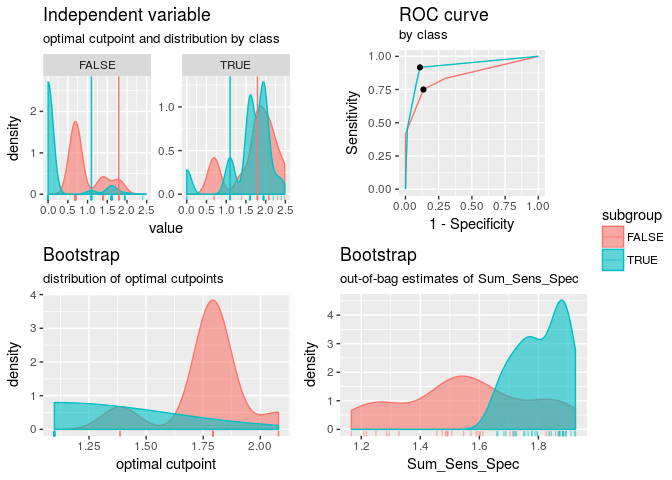 Independent variable
optimal cutpoint and distribution by class
FALSE
TRUE
density
2
1
0
1.0
0.5
0.0
0.0 0.5 1.0 1.5 2.0 2.5
0.0 0.5 1.0 1.5 2.0 2.5
value
ROC curve
by class
Sensitivity
1.00
0.75
0.50
0.25
0.00
0.00 0.25 0.50 0.75 1.00
1 - Specificity
subgroup
FALSE
TRUE
Bootstrap
distribution of optimal cutpoints
density
4
3
2
1
0
1.25 1.50 1.75 2.00
optimal cutpoint
Bootstrap
out-of-bag estimates of Sum_Sens_Spec
density
4
3
2
1
0
1.2 1.4 1.6 1.8
Sum_Sens_Spec